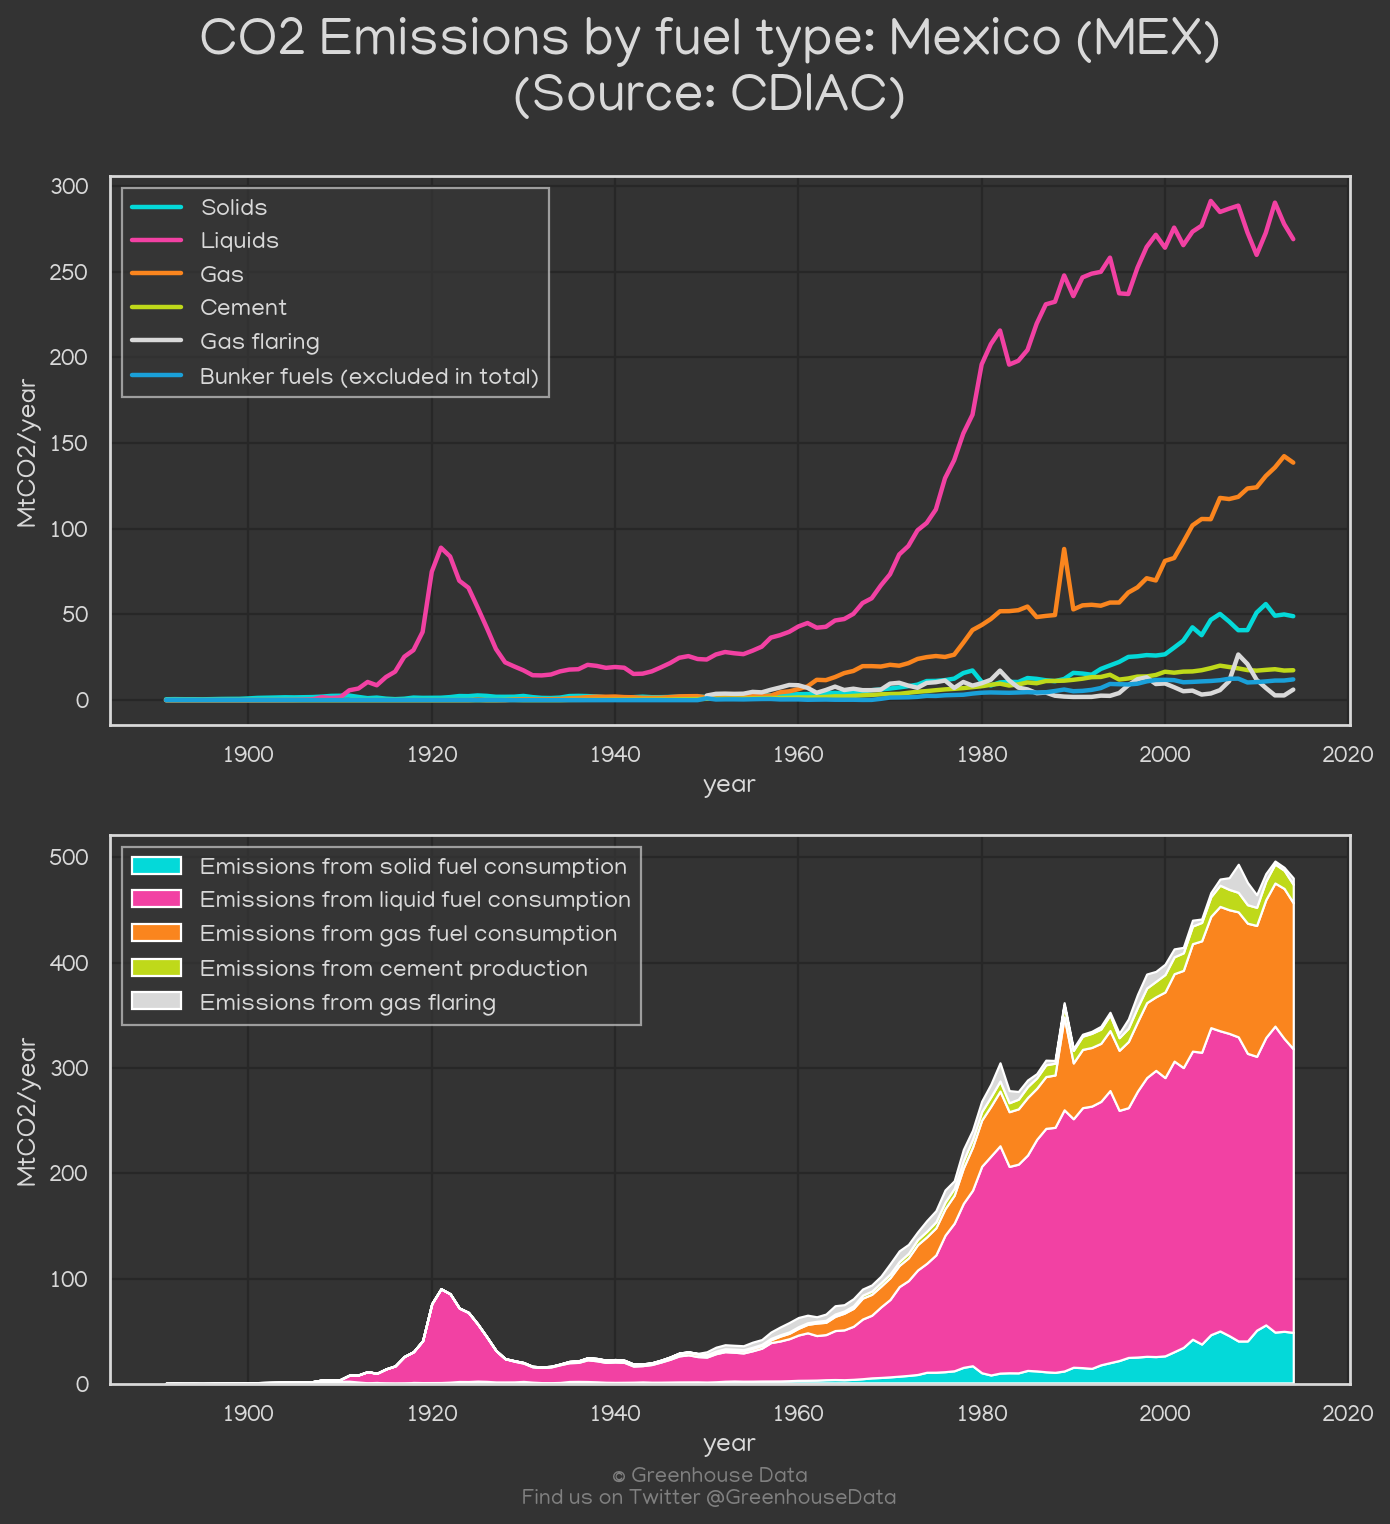 CO2 Emissions by fuel type: Mexico (MEX)
(Source: CDIAC)
300
250
200
150
100
50
0
MtCO2/year
Solids
Liquids
Gas
Cement
Gas flaring
Bunker fuels (excluded in total)
1900 1920 1940 1960 1980 2000 2020
year
500
400
300
200
100
0
MtCO2/year
Emissions from solid fuel consumption
Emissions from liquid fuel consumption
Emissions from gas fuel consumption
Emissions from cement production
Emissions from gas flaring
1900 1920 1940 1960 1980 2000 2020
year
© Greenhouse Data
Find us on Twitter @GreenhouseData